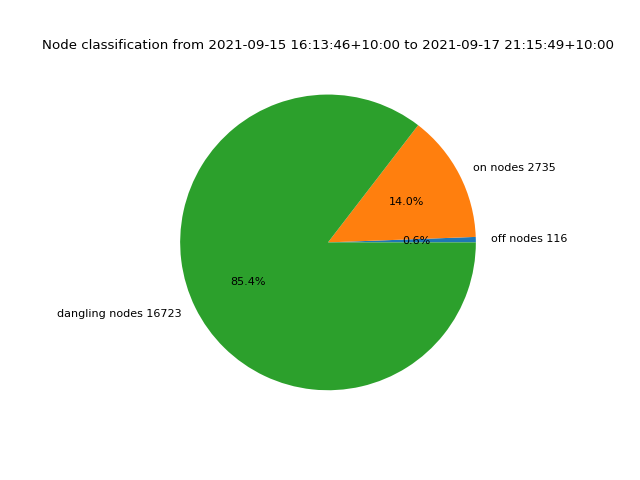 Node classification from 2021-09-15 16:13:46+10:00 to 2021-09-17 21:15:49+10:00
on nodes 2735
14.0%
0.6%
off nodes 116
85.4%
dangling nodes 16723